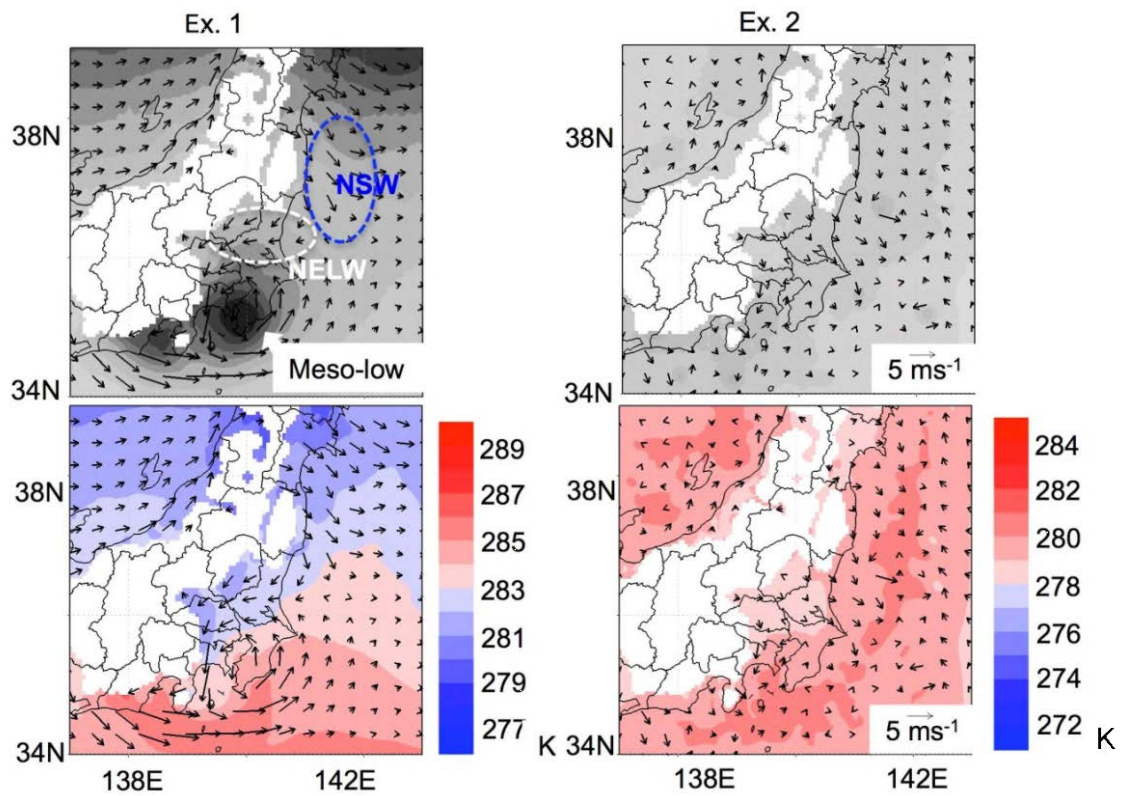 Ex. 1
Ex. 2
38N
NSW
NELW
Meso-low
34N
38N
5 ms-1
34N
38N
34N
138E
142E
289
287
285
283
281
279
277
K
38N
34N
138E
142E
5 ms-1
284
282
280
278
276
274
272
K